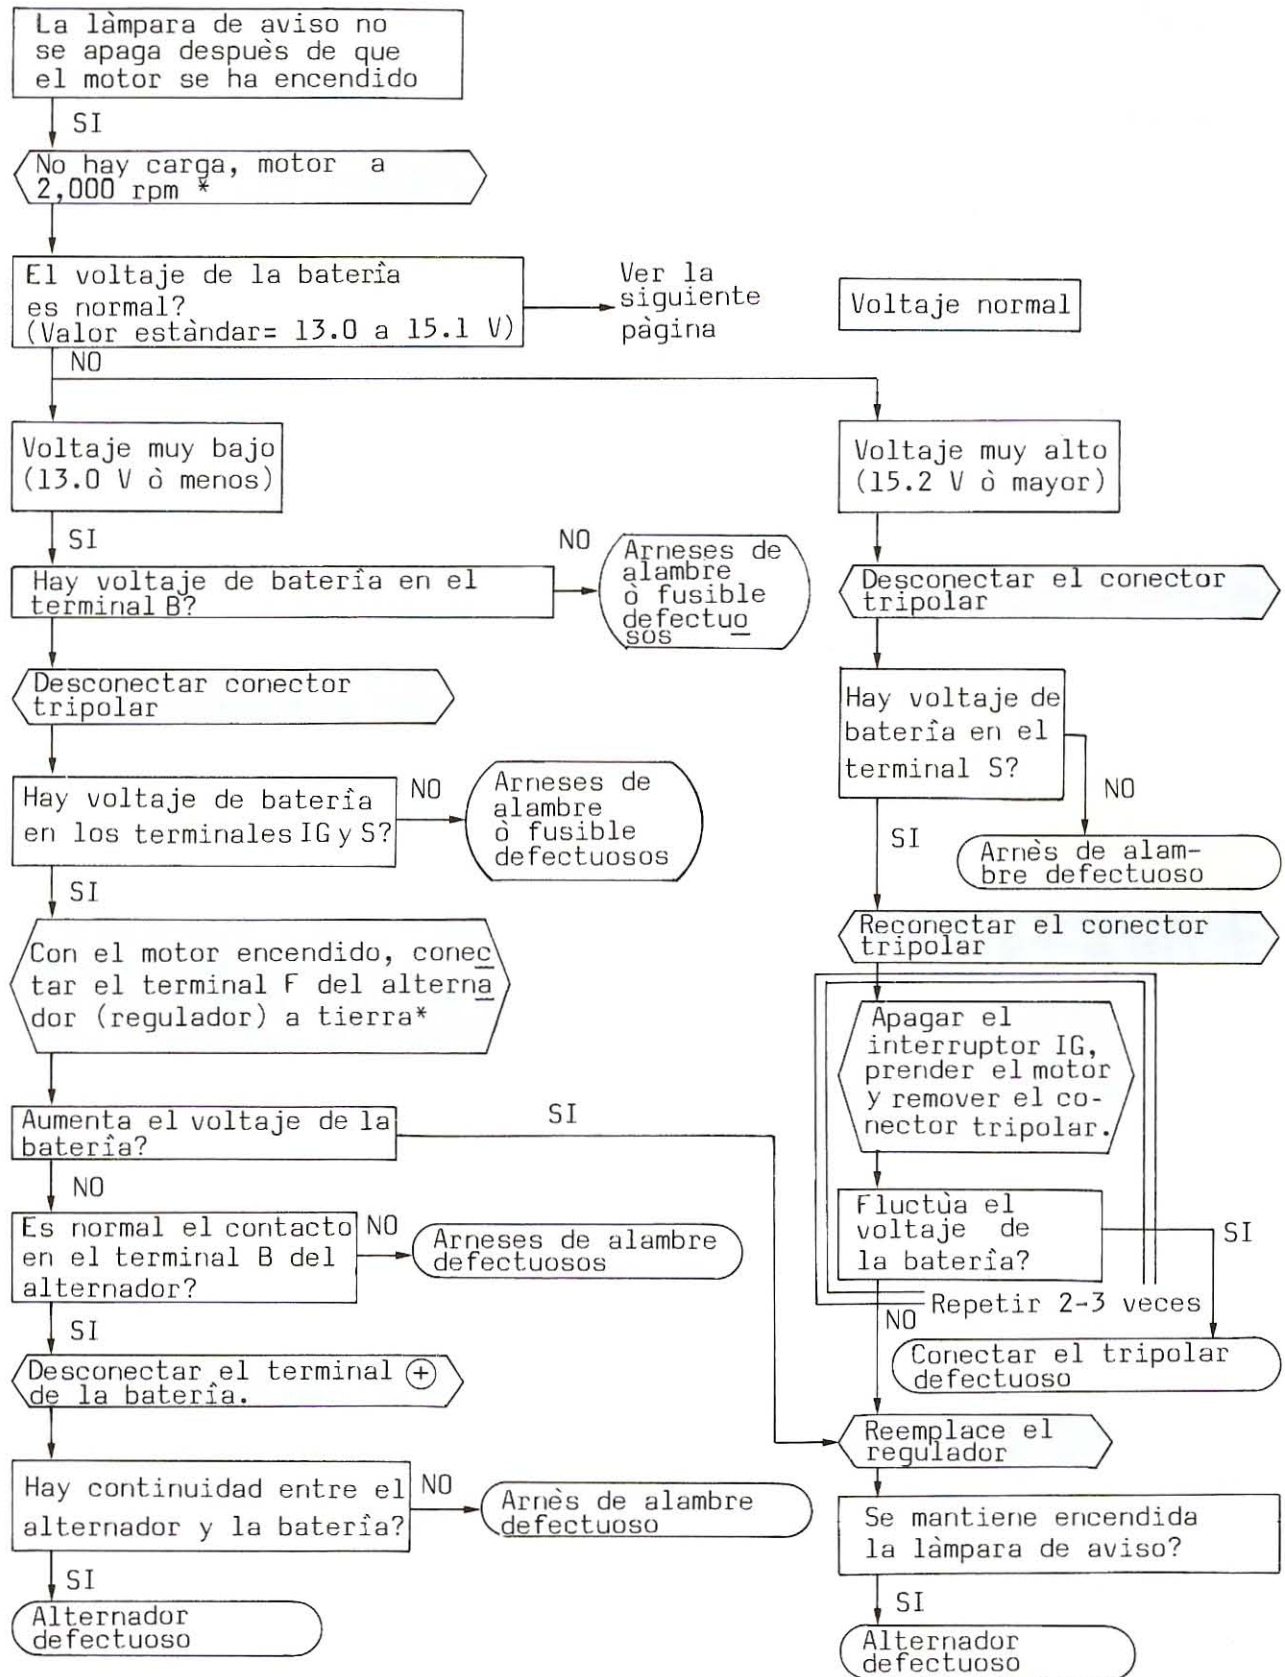 La làmpara de aviso no
se apaga despuès de que
el motor se ha encendido
SI
No hay carga, motor a
2,000 rpm *
El voltaje de la baterîa
es normal?
(Valor estàndar= 13.0 a 15.1 V)
Ver la
siguiente
pàgina
Voltaje normal
NO
Voltaje muy bajo
(13.0 V ò menos)
Voltaje muy alto
(15.2 V ò mayor)
SI
Hay voltaje de baterîa en el
terminal B?
NO
Arneses de
alambre
ò fusible
defectuo
sos
Desconectar el conector
tripolar
Desconectar conector
tripolar
Hay voltaje de
baterîa en el
terminal S?
NO
Hay voltaje de baterîa
en los terminales IG y S?
NO
Arneses de
alambre
ò fusible
defectuosos
SI
Arnès de alam-
bre defectuoso
SI
Reconectar el conector
tripolar
Con el motor encendido, conec
tar el terminal F del alterna
dor (regulador) a tierra*
Apagar el
interruptor IG,
prender el motor
y remover el co-
nector tripolar.
Aumenta el voltaje de la
baterîa?
SI
NO
Fluctùa el
voltaje de
la baterîa?
SI
Repetir 2-3 veces
NO
Es normal el contacto
en el terminal B del
alternador?
NO
Arneses de alambre
defectuosos
SI
Conectar el tripolar
defectuoso
Desconectar el terminal +
de la baterîa.
Reemplace el
regulador
Hay continuidad entre el
alternador y la baterîa?
NO
Arnès de alambre
defectuoso
Se mantiene encendida
la làmpara de aviso?
SI
SI
Alternador
defectuoso
Alternador
defectuoso